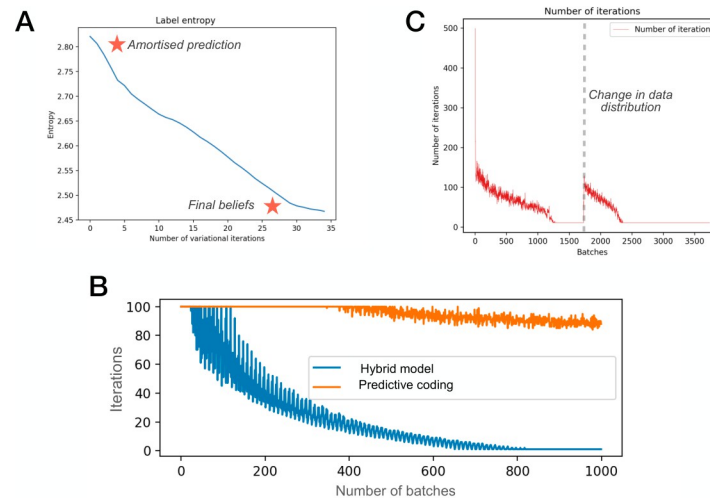 A
Label entropy
2.80
2.75
2.70
2.65
2.60
2.55
2.50
2.45
Entropy
Amortised prediction
Final beliefs
0 5 10 15 20 25 30 35
Number of variational iterations
C
Number of iterations
500
400
300
200
100
0
Number of iterations
Number of iteration
Change in data
distribution
0 500 1000 1500 2000 2500 3000 3500
Batches
B
100
80
60
40
20
0
Iterations
Hybrid model
Predictive coding
0 200 400 600 800 1000
Number of batches